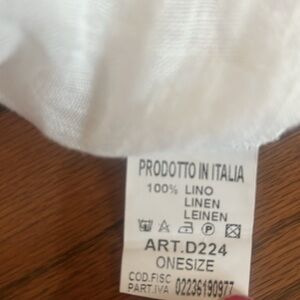 PRODOTTO IN ITALIA
100% LINO
LINEN
LEINEN
ART.D224
ONESIZE
COD.FISC
PART.IVA 02236190977